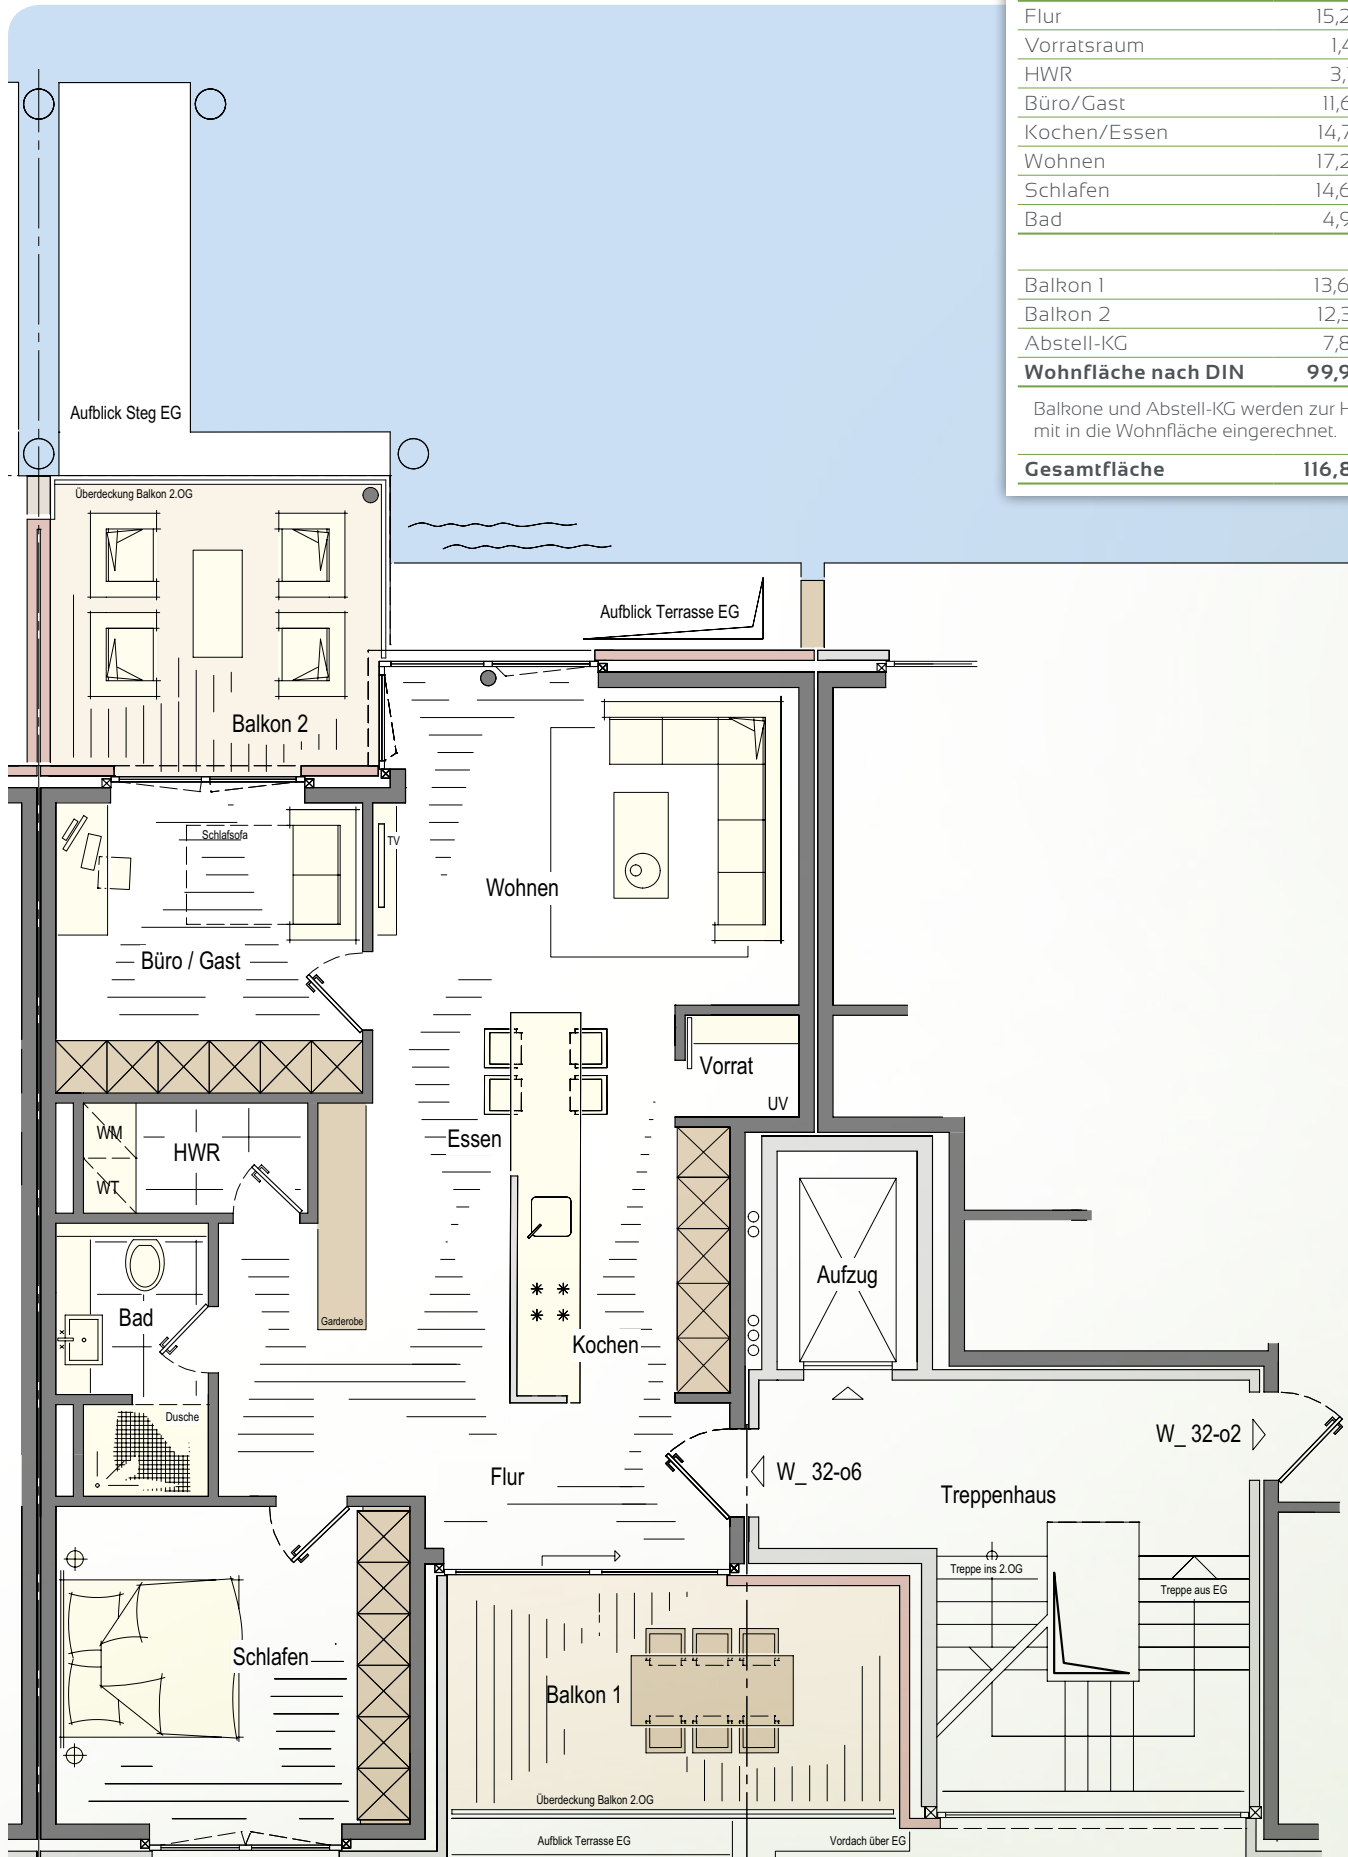 Flur 15,2
Vorratsraum 1,4
HWR 3,
Büro/Gast 11,6
Kochen/Essen 14,7
Wohnen 17,2
Schlafen 14,6
Bad 4,9
Balkon 1 13,6
Balkon 2 12,3
Abstell-KG 7,8
Wohnfläche nach DIN 99,9
Balkone und Abstell-KG werden zur H
mit in die Wohnfläche eingerechnet.
Gesamtfläche 116,8
Aufblick Steg EG
Überdeckung Balkon 2.OG
Aufblick Terrasse EG
Balkon 2
Schlafsofa
TV
Wohnen
Büro / Gast
Vorrat
UV
WM
Essen
HWR
WT
Aufzug
Bad
Garderobe
Kochen
Dusche
W_ 32-o2
W_ 32-o6
Flur
Treppenhaus
Treppe ins 2.OG
Treppe aus EG
Schlafen
Balkon 1
Überdeckung Balkon 2.OG
Aufblick Terrasse EG
Vordach über EG